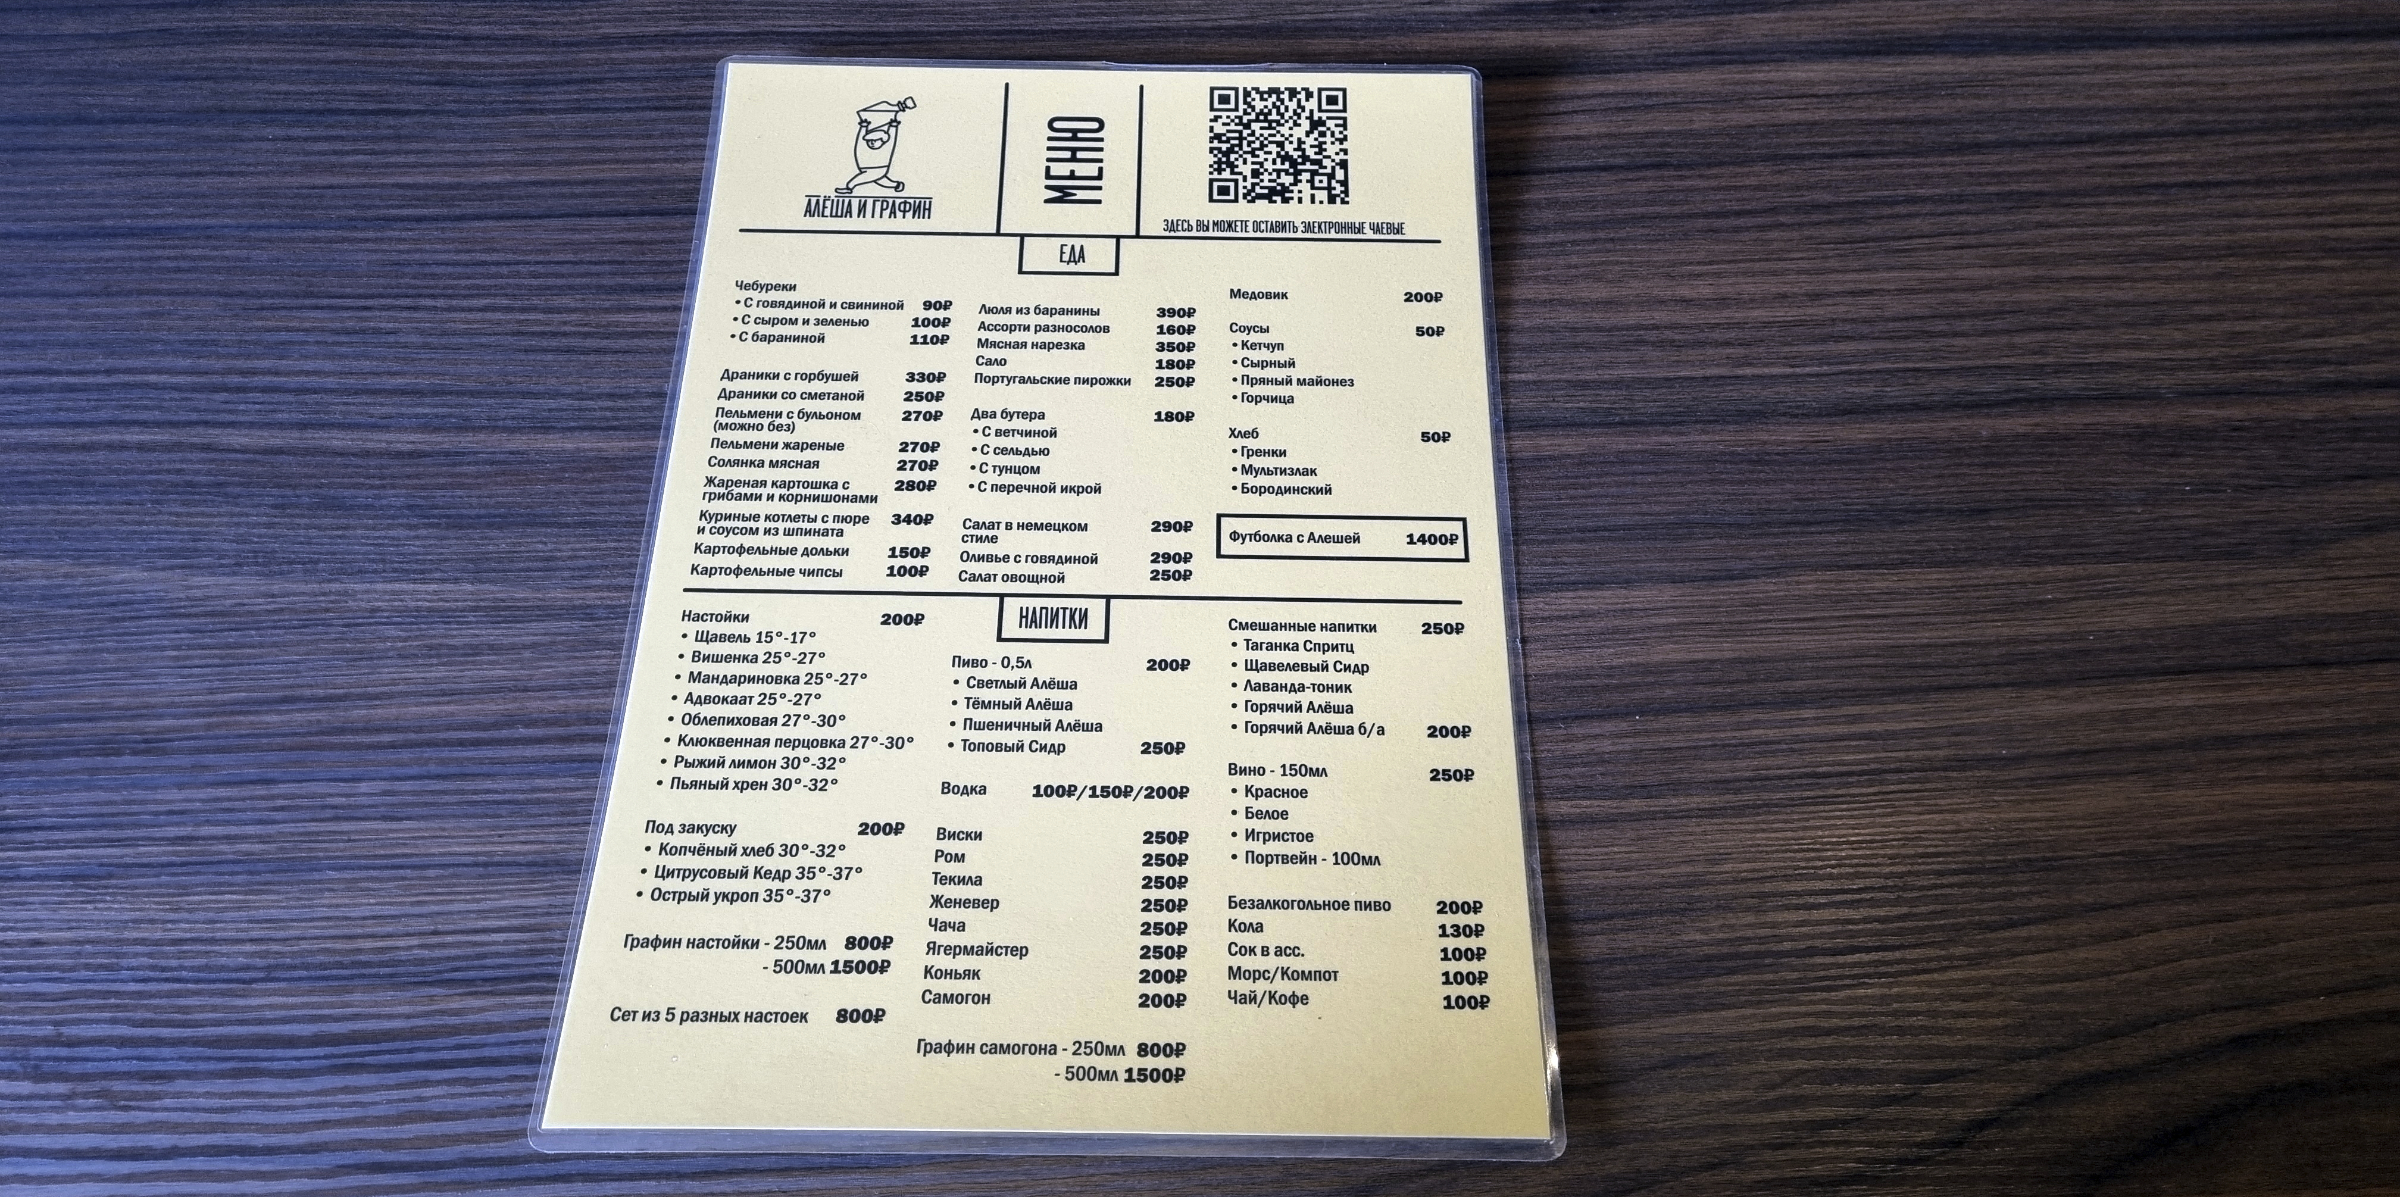 АЛЁША И ГРАФИН
МЕНЮ
ЗДЕСЬ ВЫ МОЖЕТЕ ОСТАВИТЬ ЭЛЕКТРОННЫЕ ЧАЕВЫЕ
ЕДА
Чебуреки
• С говядиной и свининой 90₽
• С сыром и зеленью 100₽
• С бараниной 110₽
Драники с горбушей 330₽
Драники со сметаной 250₽
Пельмени с бульоном 270₽
(можно без)
Пельмени жареные 270₽
Солянка мясная 270₽
Жареная картошка с 280₽
грибами и корнишонами
Куриные котлеты с пюре 340₽
и соусом из шпината
Картофельные дольки 150₽
Картофельные чипсы 100₽
Люля из баранины 390₽
Ассорти разносолов 160₽
Мясная нарезка 350₽
Сало 180₽
Португальские пирожки 250₽
Два бутера 180₽
• С ветчиной
• С сельдью
• С тунцом
• С перечной икрой
Салат в немецком 290₽
стиле
Оливье с говядиной 290₽
Салат овощной 250₽
Медовик 200₽
Соусы 50₽
• Кетчуп
• Сырный
• Пряный майонез
• Горчица
Хлеб 50₽
• Гренки
• Мультизлак
• Бородинский
Футболка с Алешей 1400₽
НАПИТКИ
Настойки 200₽
• Щавель 15°-17°
• Вишенка 25°-27°
• Мандариновка 25°-27°
• Адвокаат 25°-27°
• Облепиховая 27°-30°
• Клюквенная перцовка 27°-30°
• Рыжий лимон 30°-32°
• Пьяный хрен 30°-32°
Под закуску 200₽
• Копчёный хлеб 30°-32°
• Цитрусовый Кедр 35°-37°
• Острый укроп 35°-37°
Графин настойки - 250мл 800₽
- 500мл 1500₽
Сет из 5 разных настоек 800₽
Пиво - 0,5л 200₽
• Светлый Алёша
• Тёмный Алёша
• Пшеничный Алёша
• Топовый Сидр 250₽
Водка 100₽/150₽/200₽
Виски 250₽
Ром 250₽
Текила 250₽
Женевер 250₽
Чача 250₽
Ягермайстер 250₽
Коньяк 200₽
Самогон 200₽
Графин самогона - 250мл 800₽
- 500мл 1500₽
Смешанные напитки 250₽
• Таганка Спритц
• Щавелевый Сидр
• Лаванда-тоник
• Горячий Алёша
• Горячий Алёша б/а 200₽
Вино - 150мл 250₽
• Красное
• Белое
• Игристое
• Портвейн - 100мл
Безалкогольное пиво 200₽
Кола 130₽
Сок в асс. 100₽
Морс/Компот 100₽
Чай/Кофе 100₽